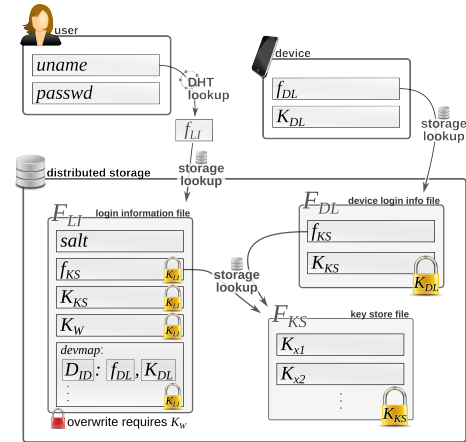 user
uname
passwd
DHT
lookup
f_LI
storage
lookup
device
f_DL
K_DL
storage
lookup
distributed storage
F_LI login information file
salt
f_KS K_LI
K_KS K_LI
K_W K_LI
devmap:
D_ID: f_DL, K_DL
⋮
K_LI
overwrite requires K_W
storage
lookup
F_DL device login info file
f_KS
K_KS
K_DL
F_KS key store file
K_x1
K_x2
⋮
K_KS